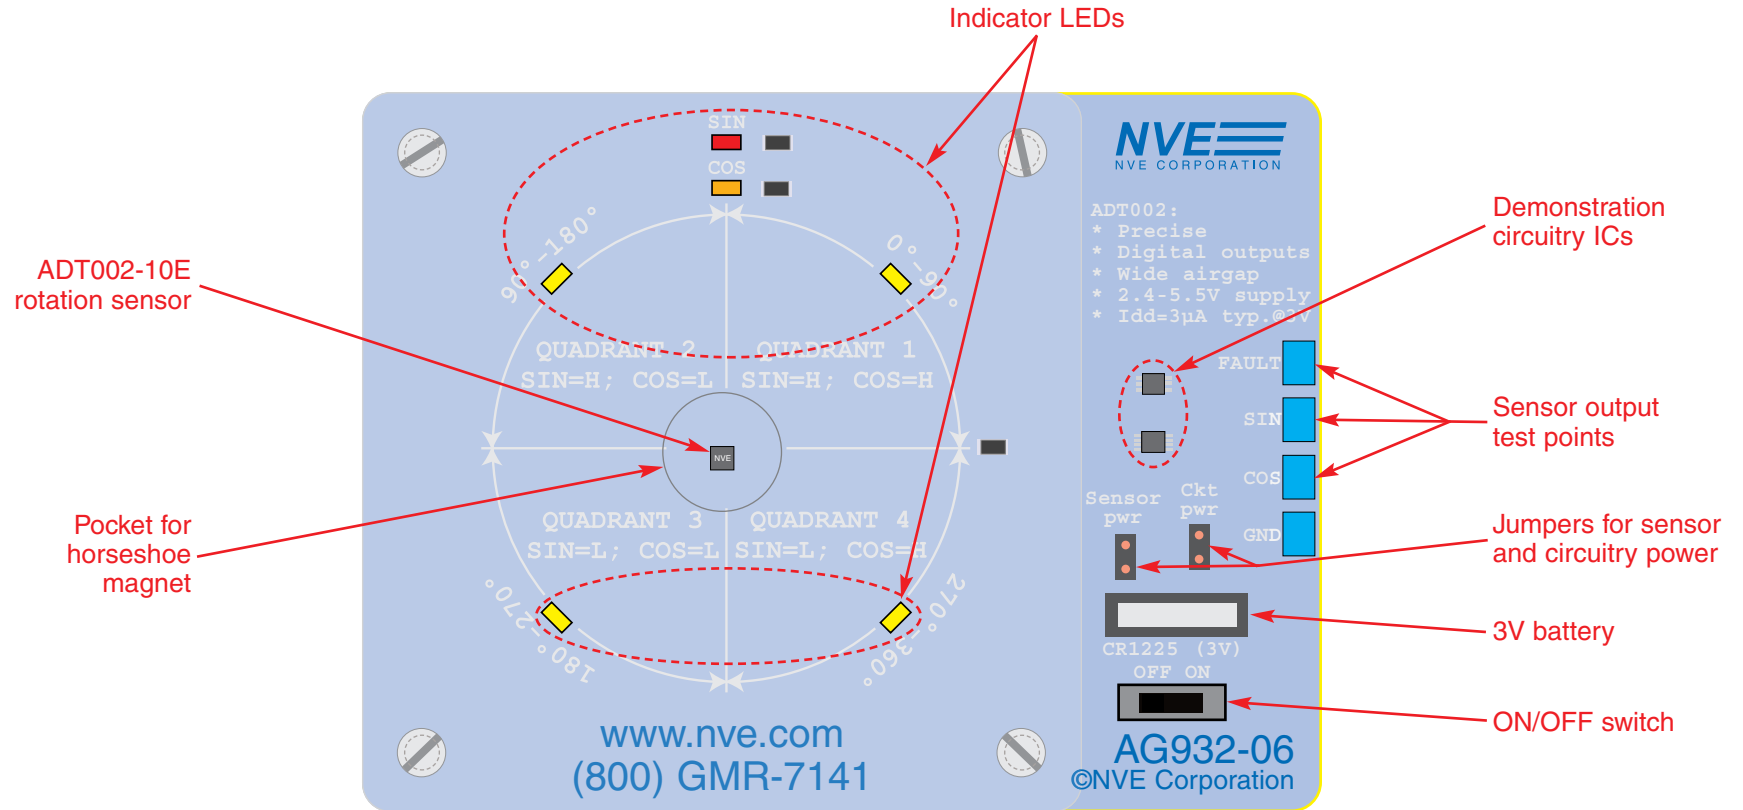 Indicator LEDs
SIN
COS
NVE
NVE CORPORATION
ADT002:
* Precise
* Digital outputs
* Wide airgap
* 2.4-5.5V supply
* Idd=3µA typ.@3V
Demonstration
circuitry ICs
90°-180°
0°-90°
ADT002-10E
rotation sensor
QUADRANT 2
SIN=H; COS=L
QUADRANT 1
SIN=H; COS=H
NVE
FAULT
SIN
COS
GND
Sensor output
test points
Sensor
pwr
Ckt
pwr
Pocket for
horseshoe
magnet
QUADRANT 3
SIN=L; COS=L
QUADRANT 4
SIN=L; COS=H
Jumpers for sensor
and circuitry power
180°-270°
270°-360°
3V battery
CR1225 (3V)
OFF ON
ON/OFF switch
www.nve.com
(800) GMR-7141
AG932-06
©NVE Corporation